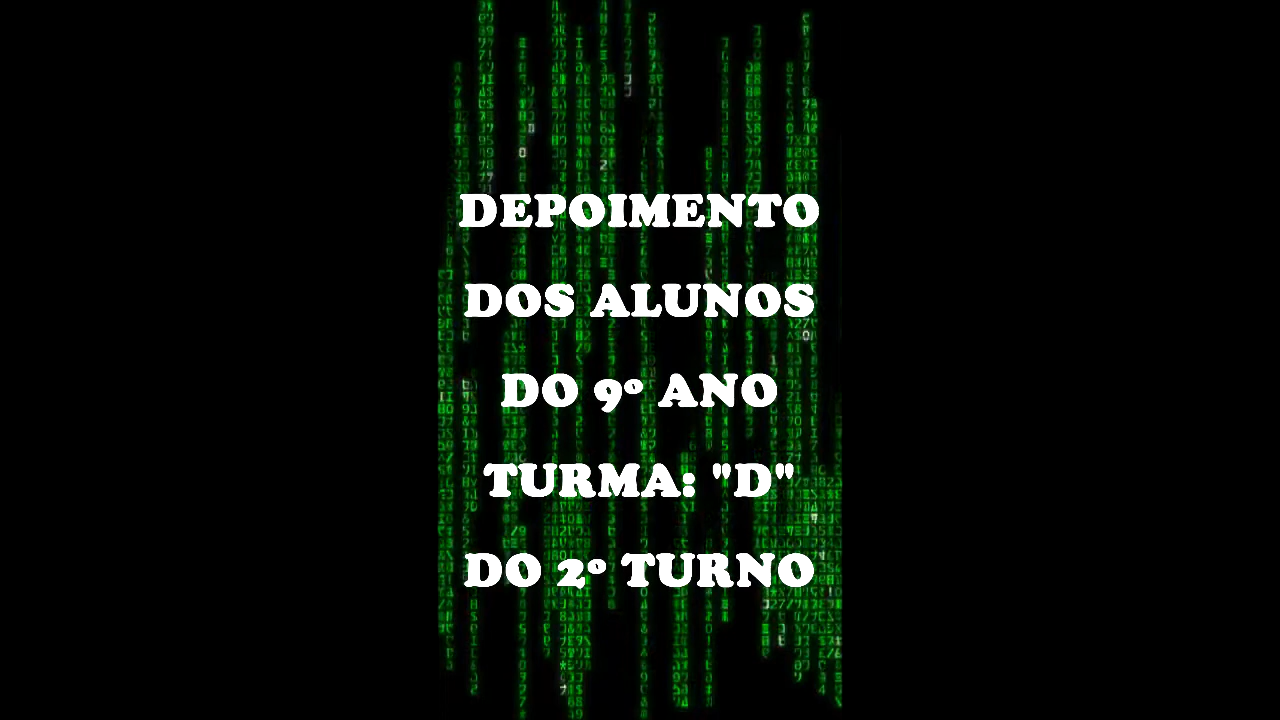 DEPOIMENTO
DOS ALUNOS
DO 9º ANO
TURMA: "D"
DO 2º TURNO